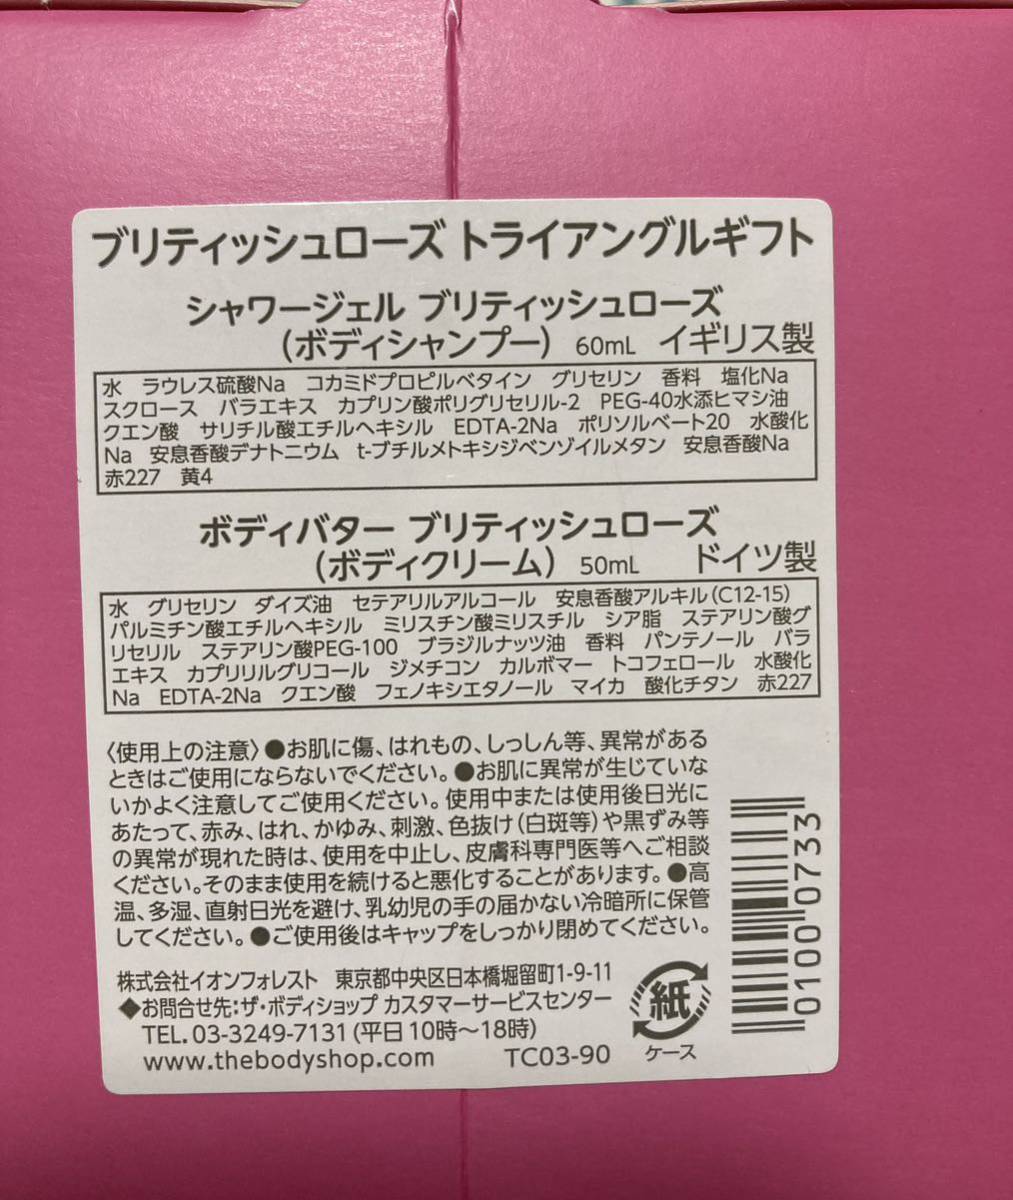 ブリティッシュローズ トライアングルギフト
シャワージェル ブリティッシュローズ
(ボディシャンプー) 60mL イギリス製
水 ラウレス硫酸Na コカミドプロピルベタイン グリセリン 香料 塩化Na
スクロース バラエキス カプリン酸ポリグリセリル-2 PEG-40水添ヒマシ油
クエン酸 サリチル酸エチルヘキシル EDTA-2Na ポリソルベート20 水酸化
Na 安息香酸デナトニウム t-ブチルメトキシジベンゾイルメタン 安息香酸Na
赤227 黄4
ボディバター ブリティッシュローズ
(ボディクリーム) 50mL ドイツ製
水 グリセリン ダイズ油 セテアリルアルコール 安息香酸アルキル(C12-15)
パルミチン酸エチルヘキシル ミリスチン酸ミリスチル シア脂 ステアリン酸グ
リセリル ステアリン酸PEG-100 ブラジルナッツ油 香料 パンテノール バラ
エキス カプリリルグリコール ジメチコン カルボマー トコフェロール 水酸化
Na EDTA-2Na クエン酸 フェノキシエタノール マイカ 酸化チタン 赤227
〈使用上の注意〉●お肌に傷、はれもの、しっしん等、異常がある
ときはご使用にならないでください。●お肌に異常が生じていな
いかよく注意してご使用ください。使用中または使用後日光に
あたって、赤み、はれ、かゆみ、刺激、色抜け(白斑等)や黒ずみ等
の異常が現れた時は、使用を中止し、皮膚科専門医等へご相談
ください。そのまま使用を続けると悪化することがあります。●高
温、多湿、直射日光を避け、乳幼児の手の届かない冷暗所に保管
してください。●ご使用後はキャップをしっかり閉めてください。
株式会社イオンフォレスト 東京都中央区日本橋堀留町1-9-11
◆お問合せ先:ザ・ボディショップ カスタマーサービスセンター
TEL. 03-3249-7131 (平日10時～18時)
www.thebodyshop.com TC03-90
紙
ケース
01000733